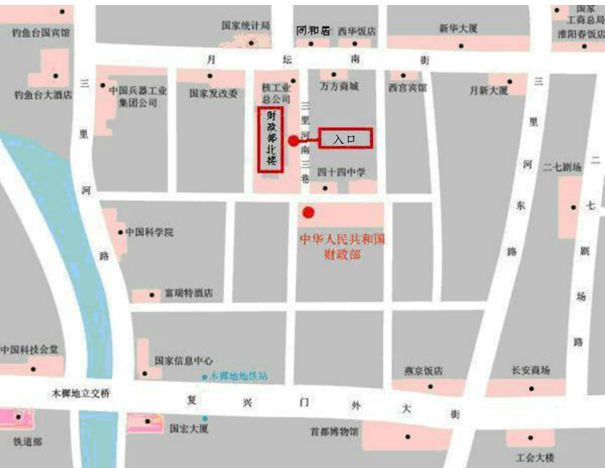 国家统计局
同和居
西华饭店
新华大厦
国家
工商总局
淮阳春饭店
钓鱼台国宾馆
月坛南街
钓鱼台大酒店
中国兵器工业
集团公司
国家发改委
核工业
总公司
万方商城
西宫宾馆
月新大厦
三里河路
财政部北楼
三里河南三巷
入口
三里河东路
四十四中学
二七剧场
二七剧场路
中国科学院
中华人民共和国
财政部
富瑞特酒店
中国科技会堂
国家信息中心
木樨地地铁站
燕京饭店
长安商场
木樨地立交桥
复兴门外大街
铁道部
国宏大厦
首都博物馆
工会大楼